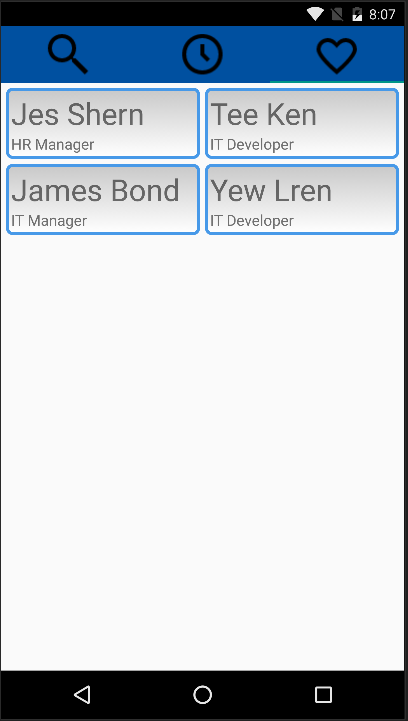 8:07
Jes Shern
HR Manager
Tee Ken
IT Developer
James Bond
IT Manager
Yew Lren
IT Developer